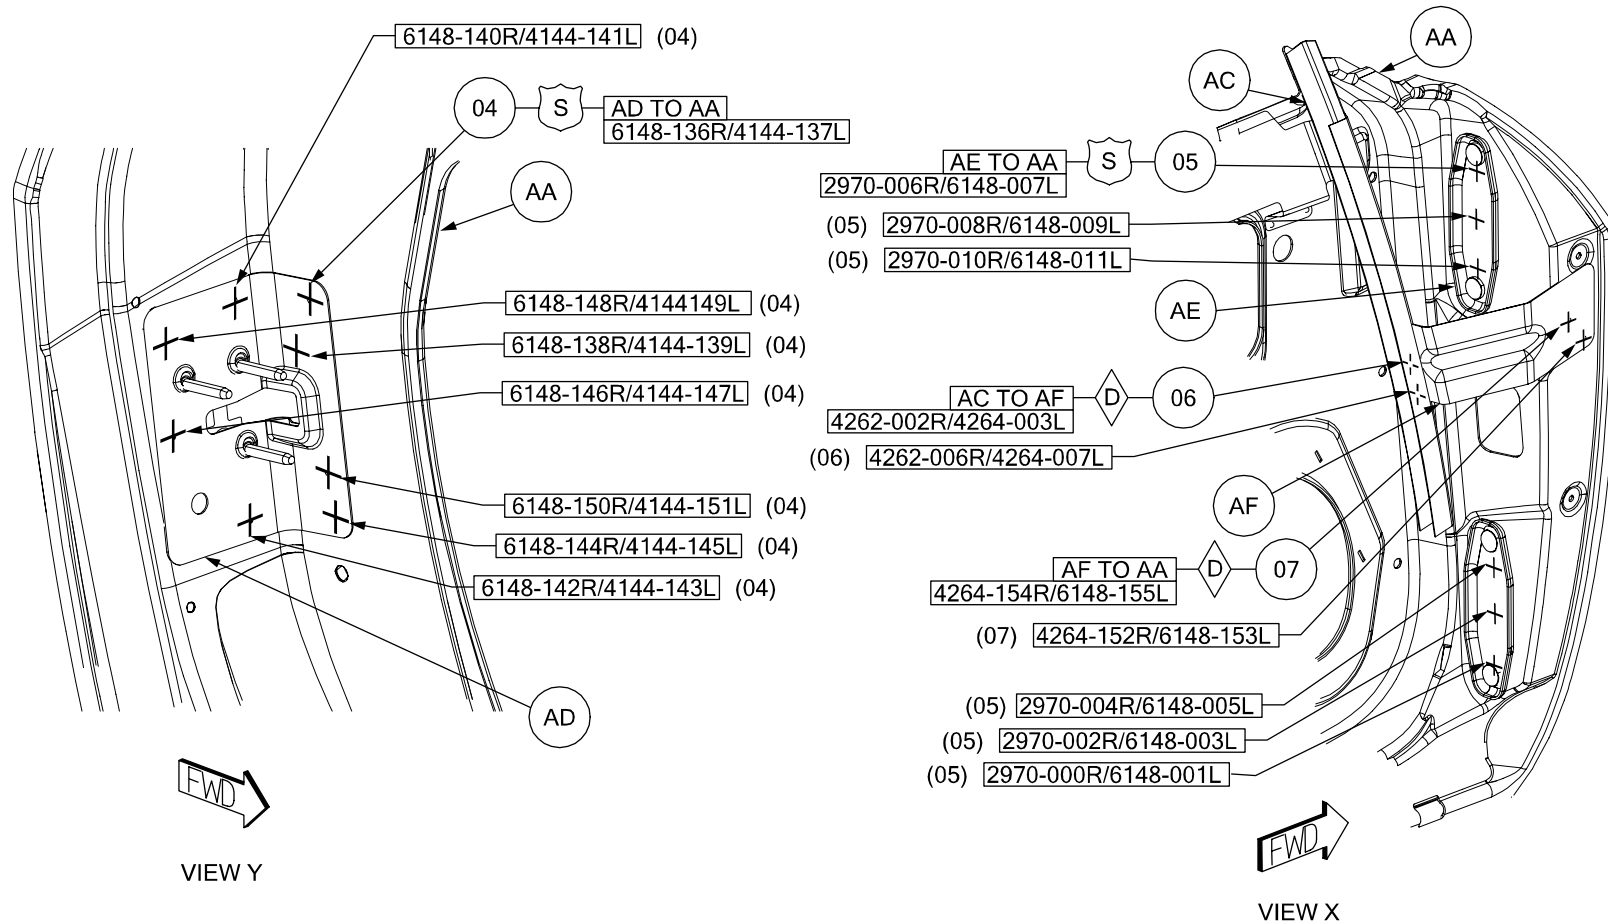 6148-140R/4144-141L (04)
04 S AD TO AA
6148-136R/4144-137L
AA
6148-148R/4144149L (04)
6148-138R/4144-139L (04)
6148-146R/4144-147L (04)
6148-150R/4144-151L (04)
6148-144R/4144-145L (04)
6148-142R/4144-143L (04)
AD
FWD
VIEW Y
AA
AC
AE TO AA S 05
2970-006R/6148-007L
(05) 2970-008R/6148-009L
(05) 2970-010R/6148-011L
AE
AC TO AF D 06
4262-002R/4264-003L
(06) 4262-006R/4264-007L
AF
AF TO AA D 07
4264-154R/6148-155L
(07) 4264-152R/6148-153L
(05) 2970-004R/6148-005L
(05) 2970-002R/6148-003L
(05) 2970-000R/6148-001L
FWD
VIEW X